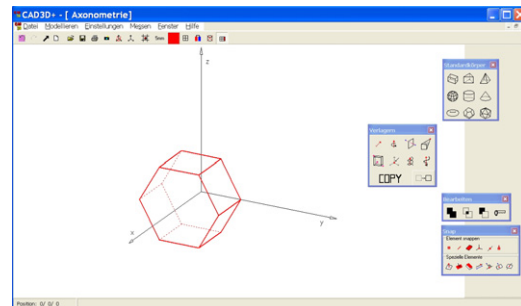 CAD3D+ - [ Axonometrie]
Datei Modellieren Einstellungen Messen Fenster Hilfe
5mm
z
Standardkörper
Vorlagen
COPY
x
y
Bearbeiten
Snap
Element snappen
Spezielle Elemente
Position: 0/ 0/ 0